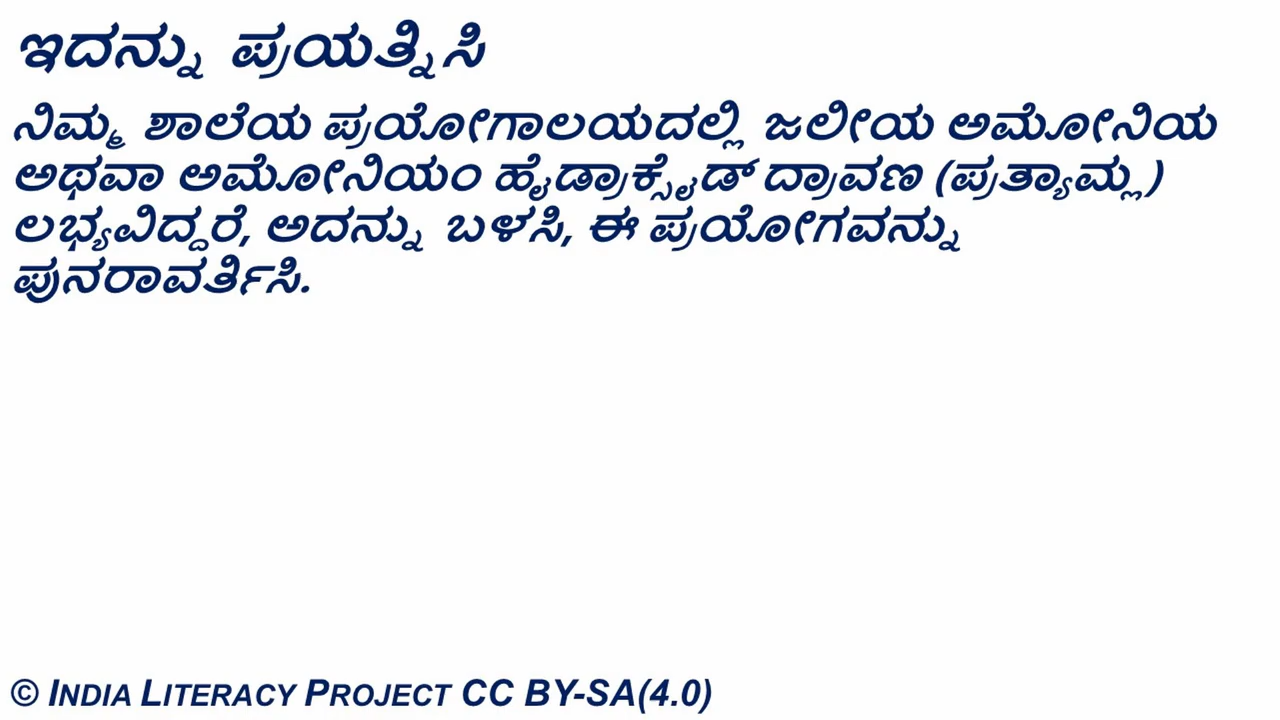 ಇದನ್ನು ಪ್ರಯತ್ನಿಸಿ
ನಿಮ್ಮ ಶಾಲೆಯ ಪ್ರಯೋಗಾಲಯದಲ್ಲಿ ಜಲೀಯ ಅಮೋನಿಯ
ಅಥವಾ ಅಮೋನಿಯಂ ಹೈಡ್ರಾಕ್ಸೈಡ್ ದ್ರಾವಣ (ಪ್ರತ್ಯಾಮ್ಲ)
ಲಭ್ಯವಿದ್ದರೆ, ಅದನ್ನು ಬಳಸಿ, ಈ ಪ್ರಯೋಗವನ್ನು
ಪುನರಾವರ್ತಿಸಿ.
© INDIA LITERACY PROJECT CC BY-SA(4.0)